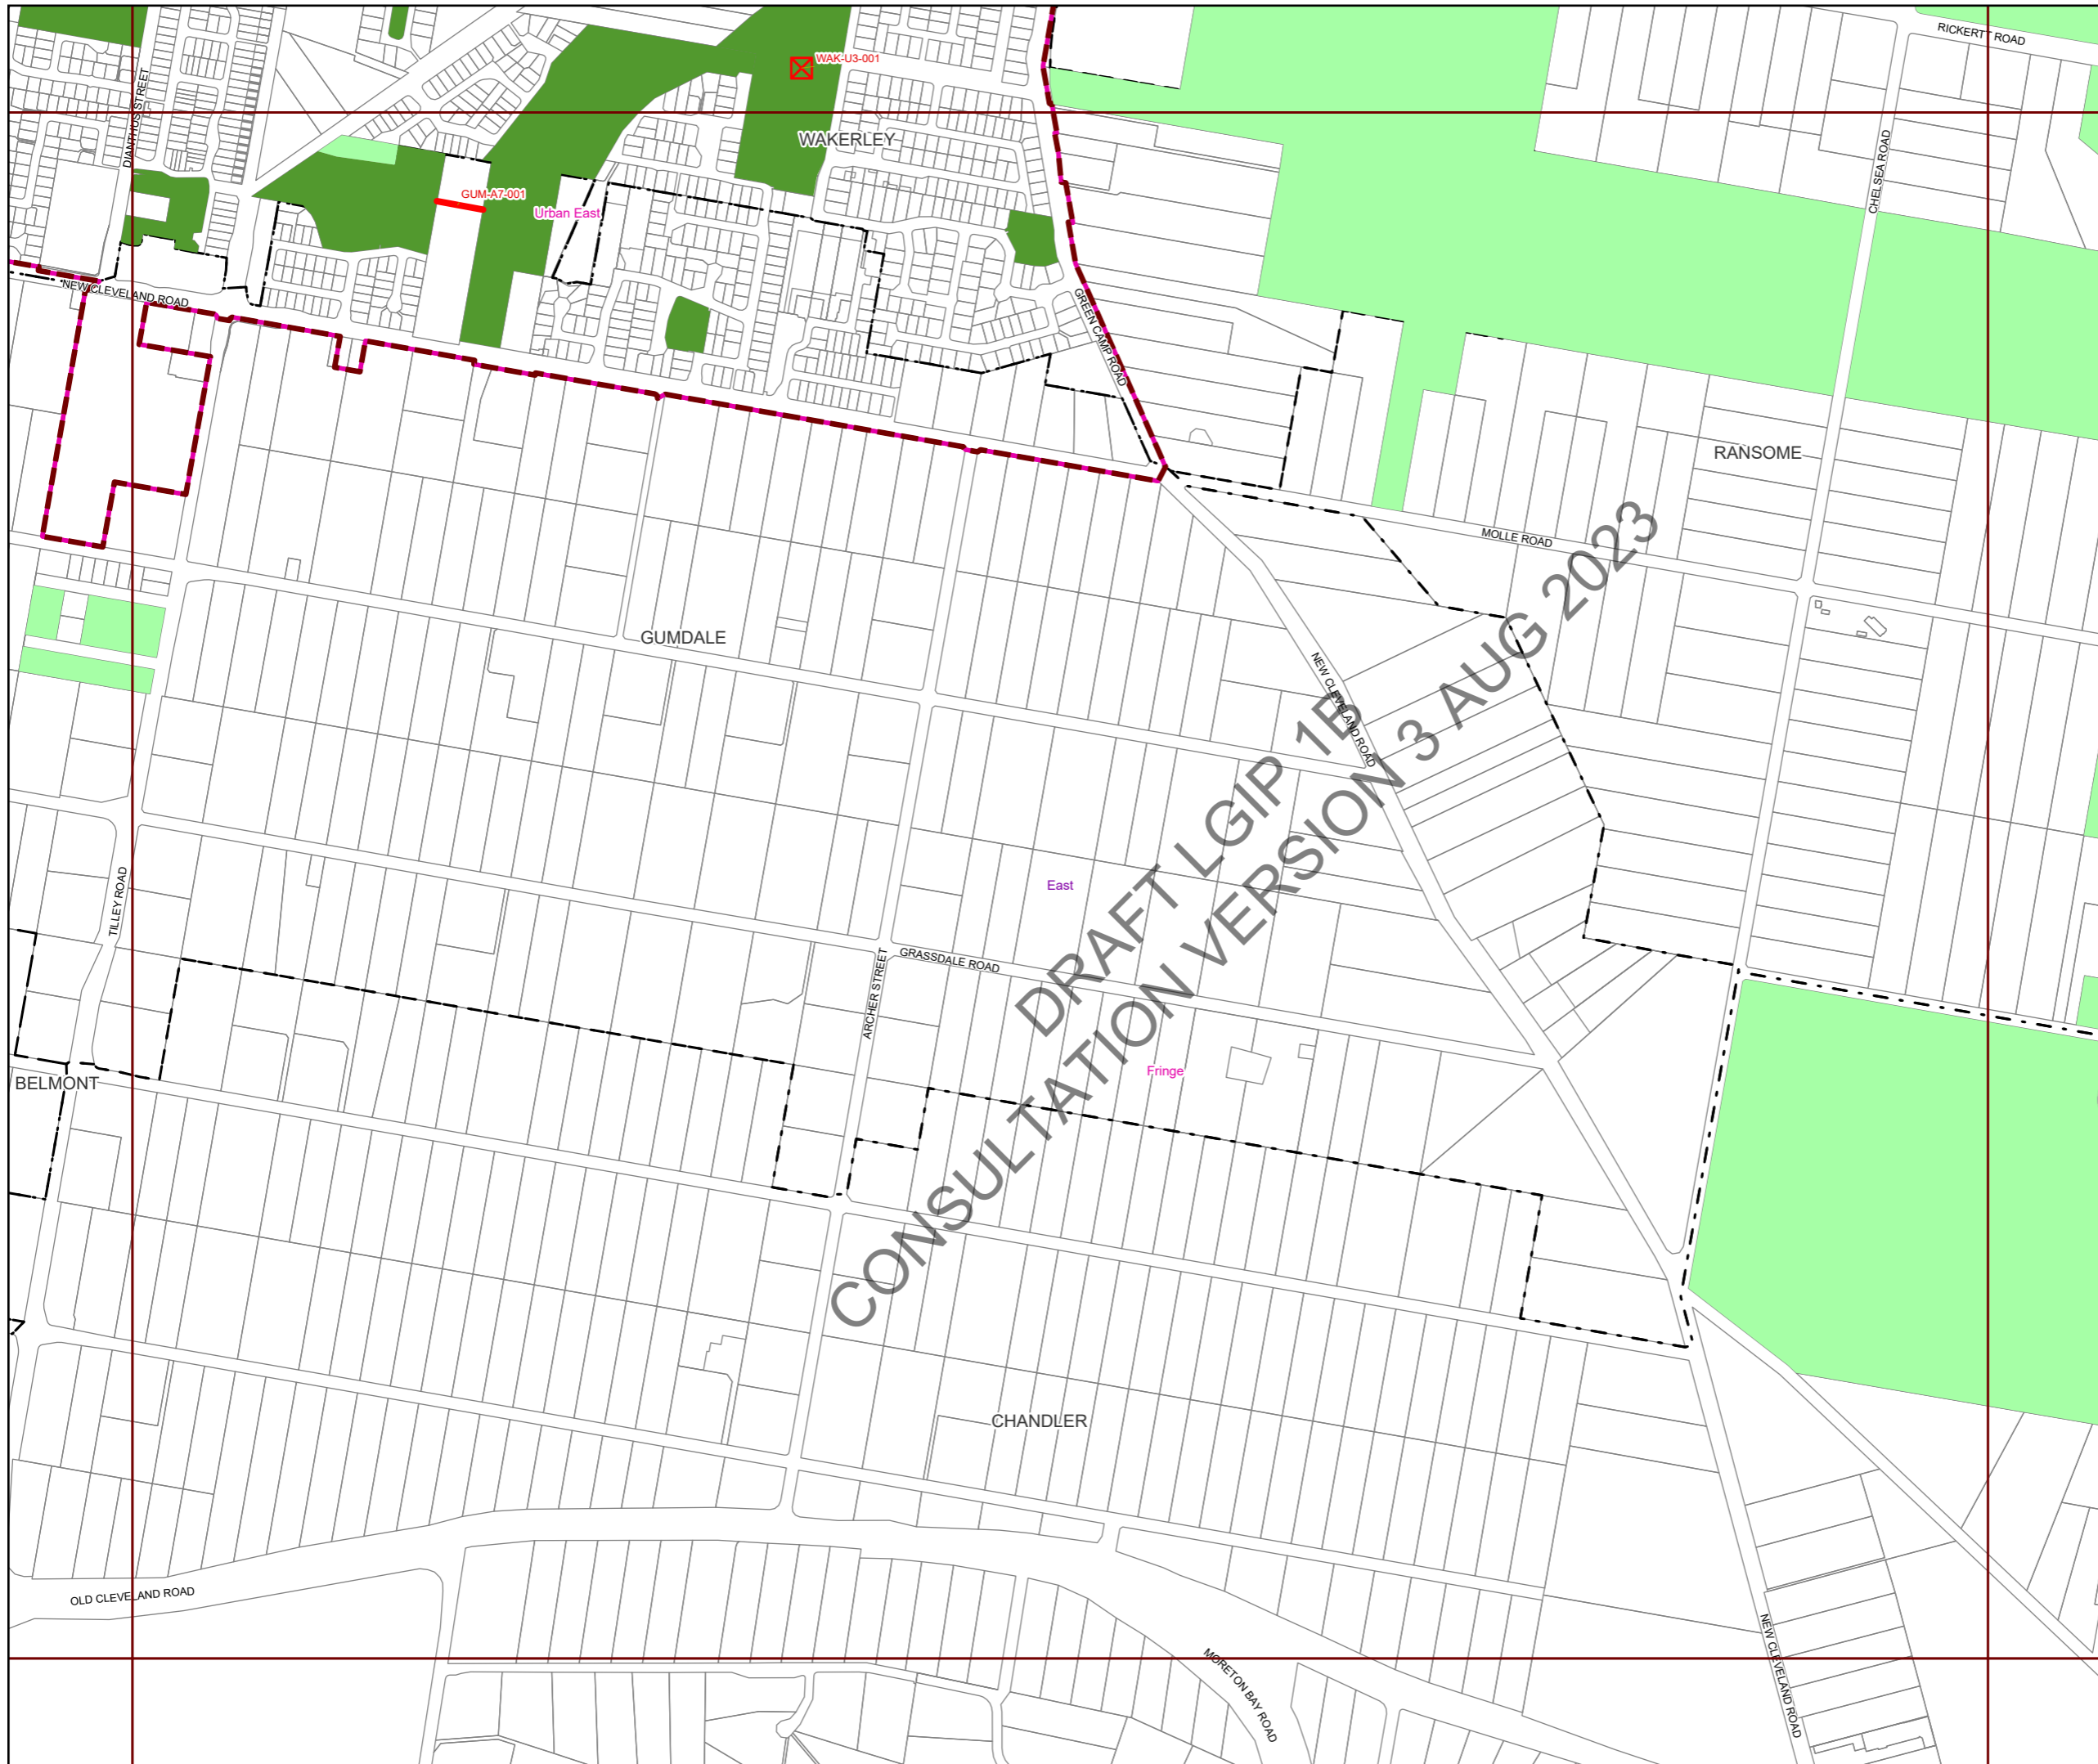 RICKERTT ROAD
WAK-U3-001
DIANTHUS STREET
WAKERLEY
CHELSEA ROAD
GUM-A7-001
Urban East
NEW CLEVELAND ROAD
GREEN CAMP ROAD
RANSOME
MOLLE ROAD
GUMDALE
NEW CLEVELAND ROAD
DRAFT LGIP 1B
CONSULTATION VERSION 3 AUG 2023
East
TILLEY ROAD
GRASSDALE ROAD
ARCHER STREET
Fringe
BELMONT
CHANDLER
OLD CLEVELAND ROAD
MORETON BAY ROAD
NEW CLEVELAND ROAD